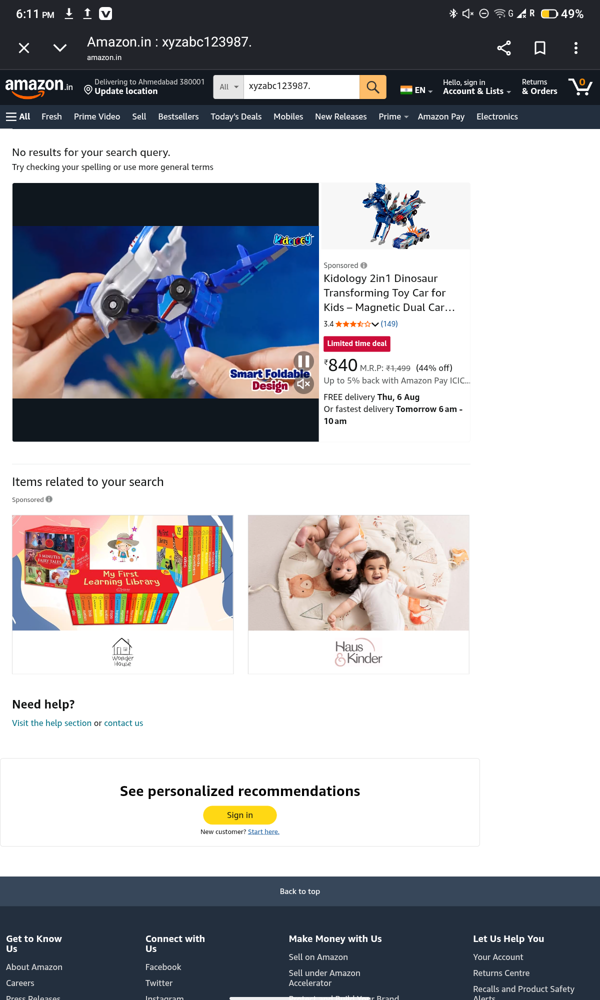 6:11 PM
G R 49%
Amazon.in : xyzabc123987.
amazon.in
amazon.in
Delivering to Ahmedabad 380001
Update location
All
xyzabc123987.
EN
Hello, sign in
Account & Lists
Returns
& Orders
0
All Fresh Prime Video Sell Bestsellers Today's Deals Mobiles New Releases Prime Amazon Pay Electronics
No results for your search query.
Try checking your spelling or use more general terms
Kidology
Smart Foldable
Design
Sponsored
Kidology 2in1 Dinosaur
Transforming Toy Car for
Kids – Magnetic Dual Car…
3.4 (149)
Limited time deal
₹840 M.R.P: ₹1,499 (44% off)
Up to 5% back with Amazon Pay ICIC…
FREE delivery Thu, 6 Aug
Or fastest delivery Tomorrow 6 am -
10 am
Items related to your search
Sponsored
5 MINUTES
FAIRY TALES
My First
Library
10
abc
colors
numbers
birds
20
My First
Learning Library
Wonder
House
Haus
& Kinder
Need help?
Visit the help section or contact us
See personalized recommendations
Sign in
New customer? Start here.
Back to top
Get to Know
Us
About Amazon
Careers
Press Releases
Connect with
Us
Facebook
Twitter
Instagram
Make Money with Us
Sell on Amazon
Sell under Amazon
Accelerator
Protect and Build Your Brand
Let Us Help You
Your Account
Returns Centre
Recalls and Product Safety
Alerts